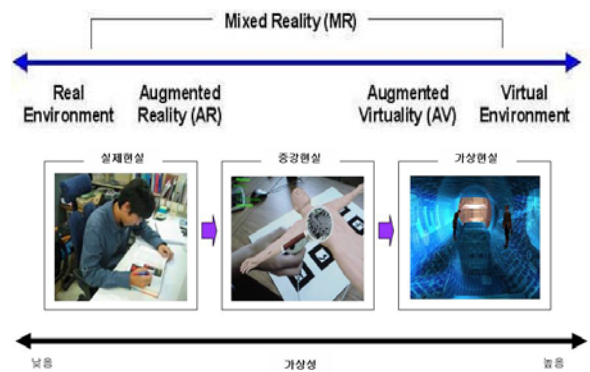 Mixed Reality (MR)
Real Environment
Augmented Reality (AR)
Augmented Virtuality (AV)
Virtual Environment
실제현실
증강현실
가상현실
낮음
가상성
높음